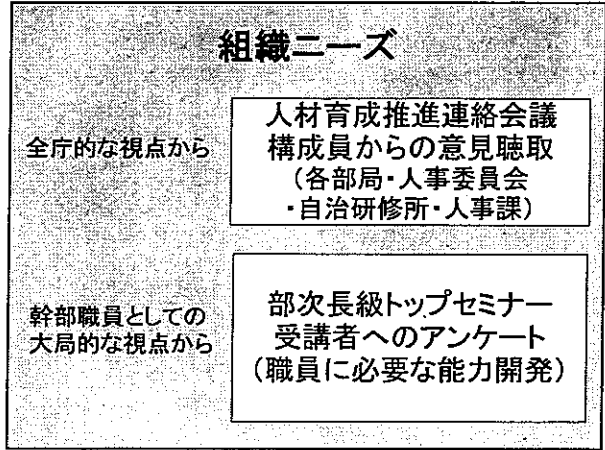 組織ニーズ
全庁的な視点から
人材育成推進連絡会議
構成員からの意見聴取
（各部局・人事委員会
・自治研修所・人事課）
幹部職員としての
大局的な視点から
部次長級トップセミナー
受講者へのアンケート
（職員に必要な能力開発）